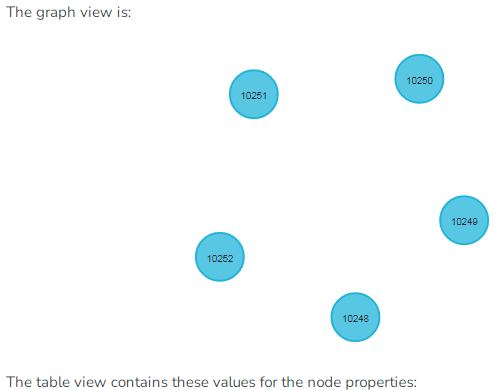 The graph view is:
10251
10250
10249
10252
10248
The table view contains these values for the node properties: